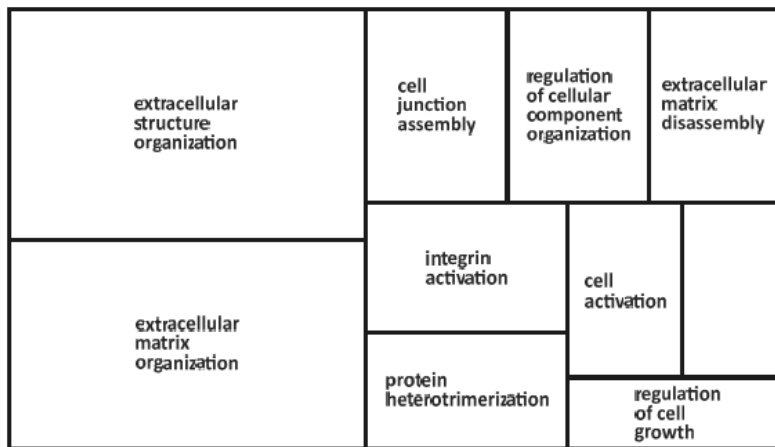 extracellular
structure
organization
cell
junction
assembly
regulation
of cellular
component
organization
extracellular
matrix
disassembly
integrin
activation
cell
activation
extracellular
matrix
organization
protein
heterotrimerization
regulation
of cell
growth